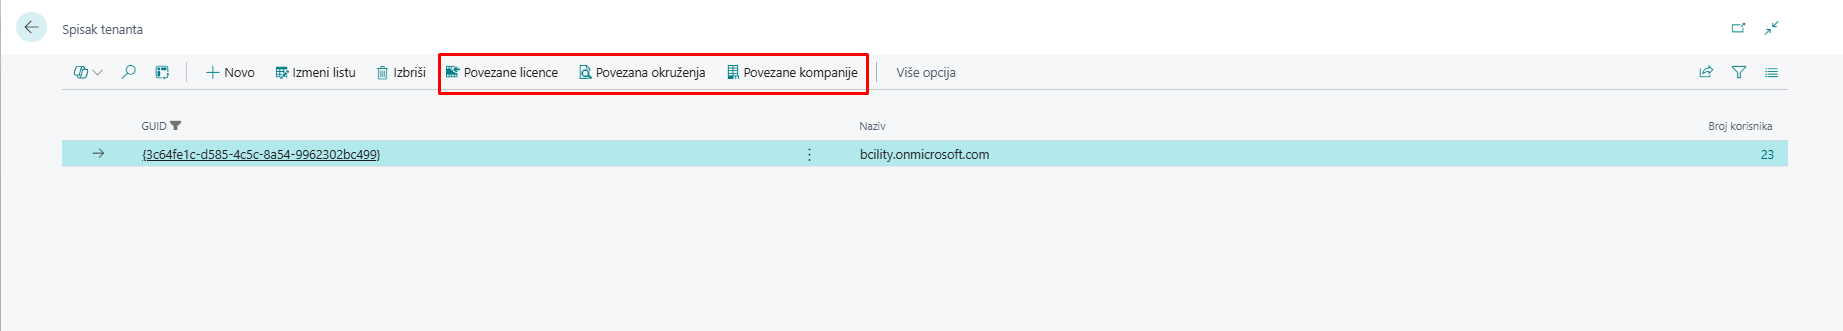 Spisak tenanta
Novo Izmeni listu Izbriši Povezane licence Povezana okruženja Povezane kompanije Više opcija
GUID Naziv Broj korisnika
{3c64fe1c-d585-4c5c-8a54-9962302bc499} bcility.onmicrosoft.com 23